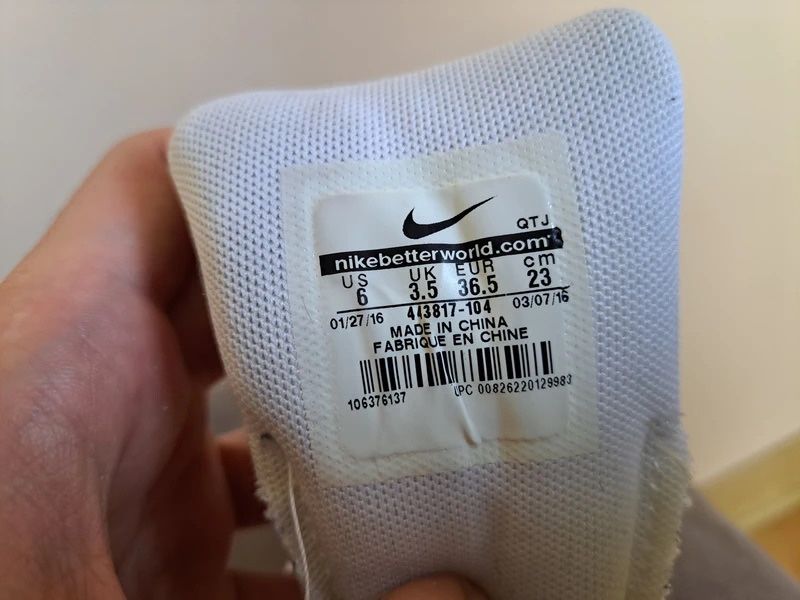 QTJ
nikebetterworld.com
US UK EUR cm
6 3.5 36.5 23
01/27/16 443817-104 03/07/16
MADE IN CHINA
FABRIQUE EN CHINE
106376137 UPC 00826220129983